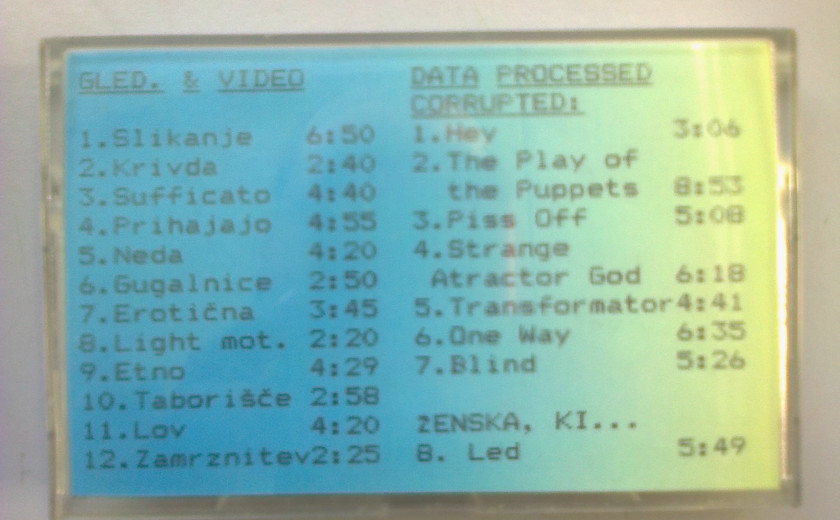 GLED. & VIDEO
1.Slikanje 6:50
2.Krivda 2:40
3.Sufficato 4:40
4.Prihajajo 4:55
5.Neda 4:20
6.Gugalnice 2:50
7.Erotična 3:45
8.Light mot. 2:20
9.Etno 4:29
10.Taborišče 2:58
11.Lov 4:20
12.Zamrznitev2:25
DATA PROCESSED
CORRUPTED:
1.Hey 3:06
2.The Play of
the Puppets 8:53
3.Piss Off 5:08
4.Strange
Atractor God 6:18
5.Transformator4:41
6.One Way 6:35
7.Blind 5:26
ŽENSKA, KI...
8. Led 5:49